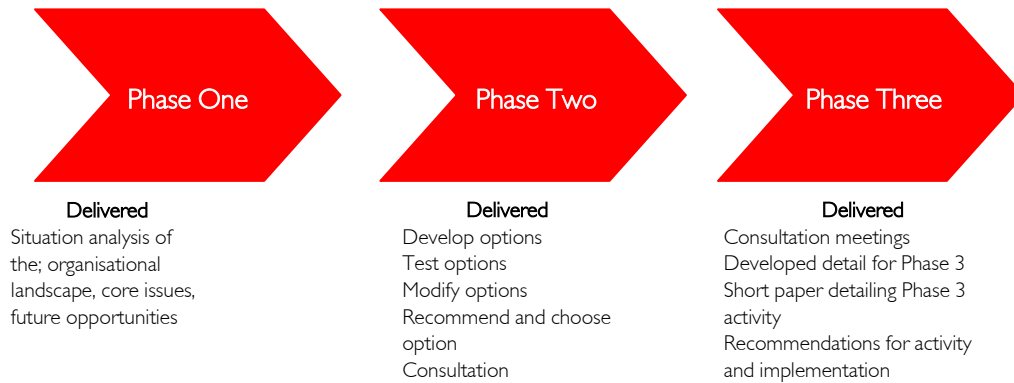 Phase One
Delivered
Situation analysis of
the; organisational
landscape, core issues,
future opportunities
Phase Two
Delivered
Develop options
Test options
Modify options
Recommend and choose
option
Consultation
Phase Three
Delivered
Consultation meetings
Developed detail for Phase 3
Short paper detailing Phase 3
activity
Recommendations for activity
and implementation